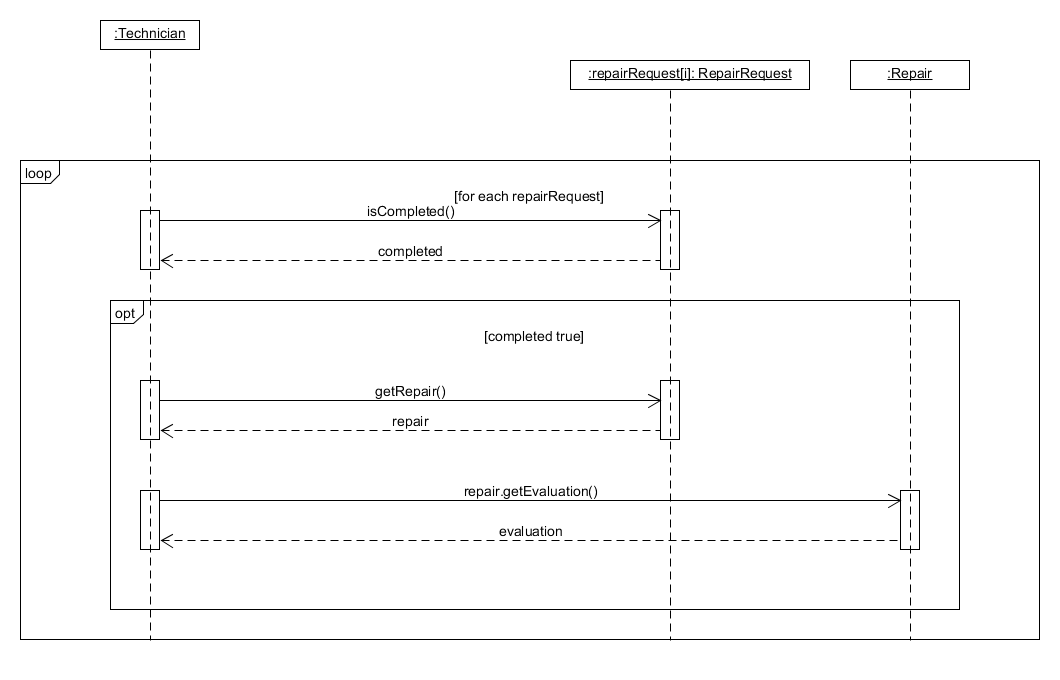 :Technician
:repairRequest[i]: RepairRequest
:Repair
loop
[for each repairRequest]
isCompleted()
completed
opt
[completed true]
getRepair()
repair
repair.getEvaluation()
evaluation